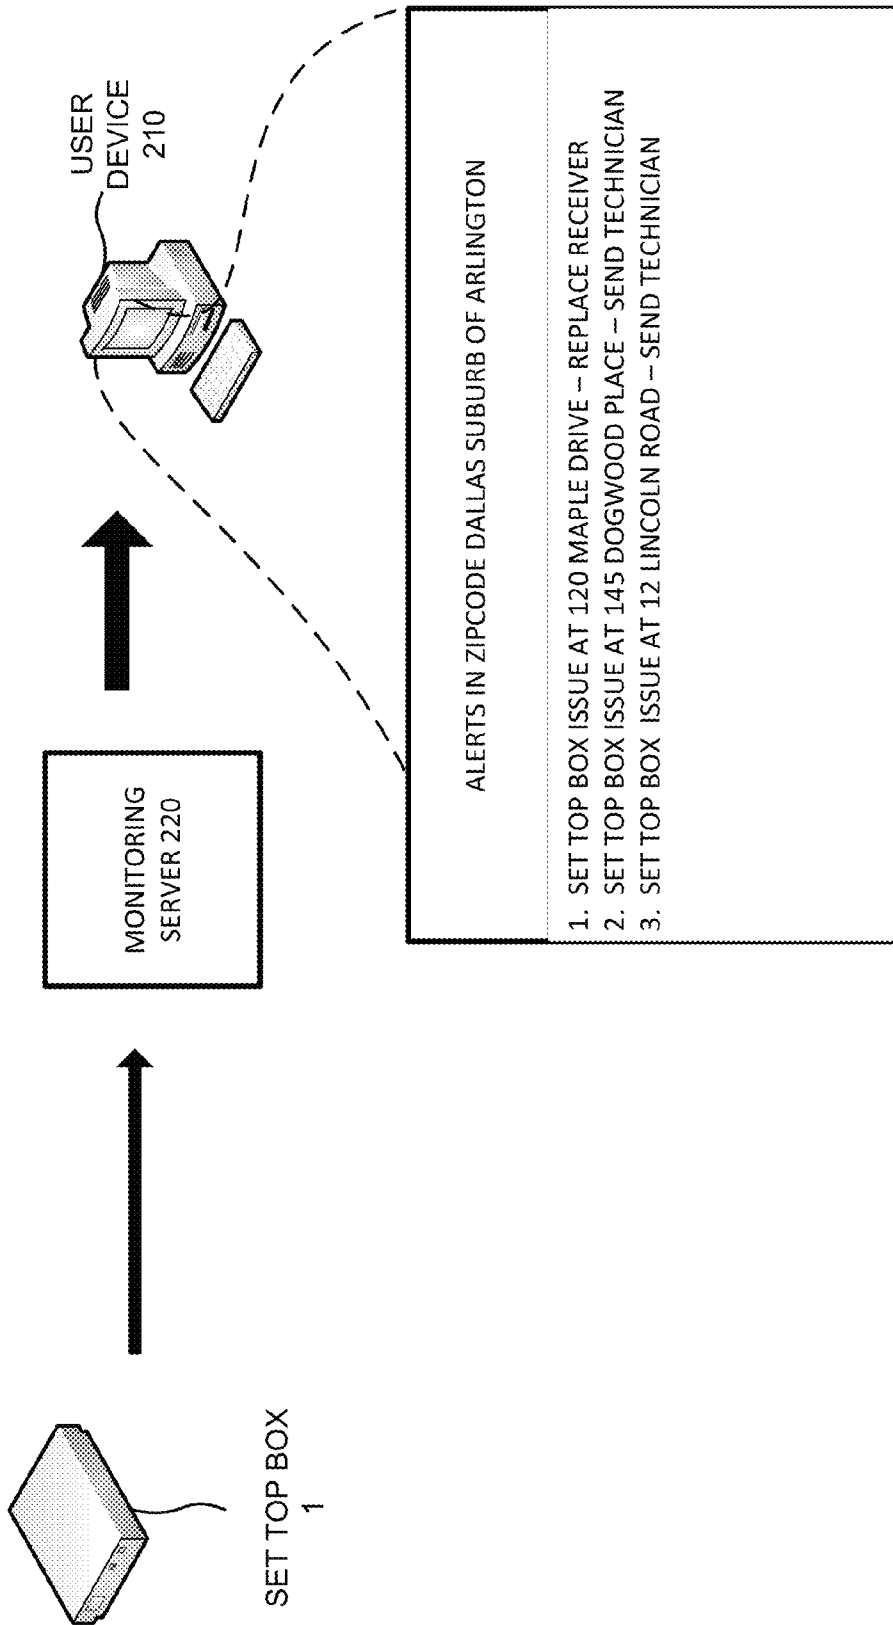 SET TOP BOX
1
MONITORING
SERVER 220
USER
DEVICE
210
ALERTS IN ZIPCODE DALLAS SUBURB OF ARLINGTON
1. SET TOP BOX ISSUE AT 120 MAPLE DRIVE – REPLACE RECEIVER
2. SET TOP BOX ISSUE AT 145 DOGWOOD PLACE – SEND TECHNICIAN
3. SET TOP BOX ISSUE AT 12 LINCOLN ROAD – SEND TECHNICIAN